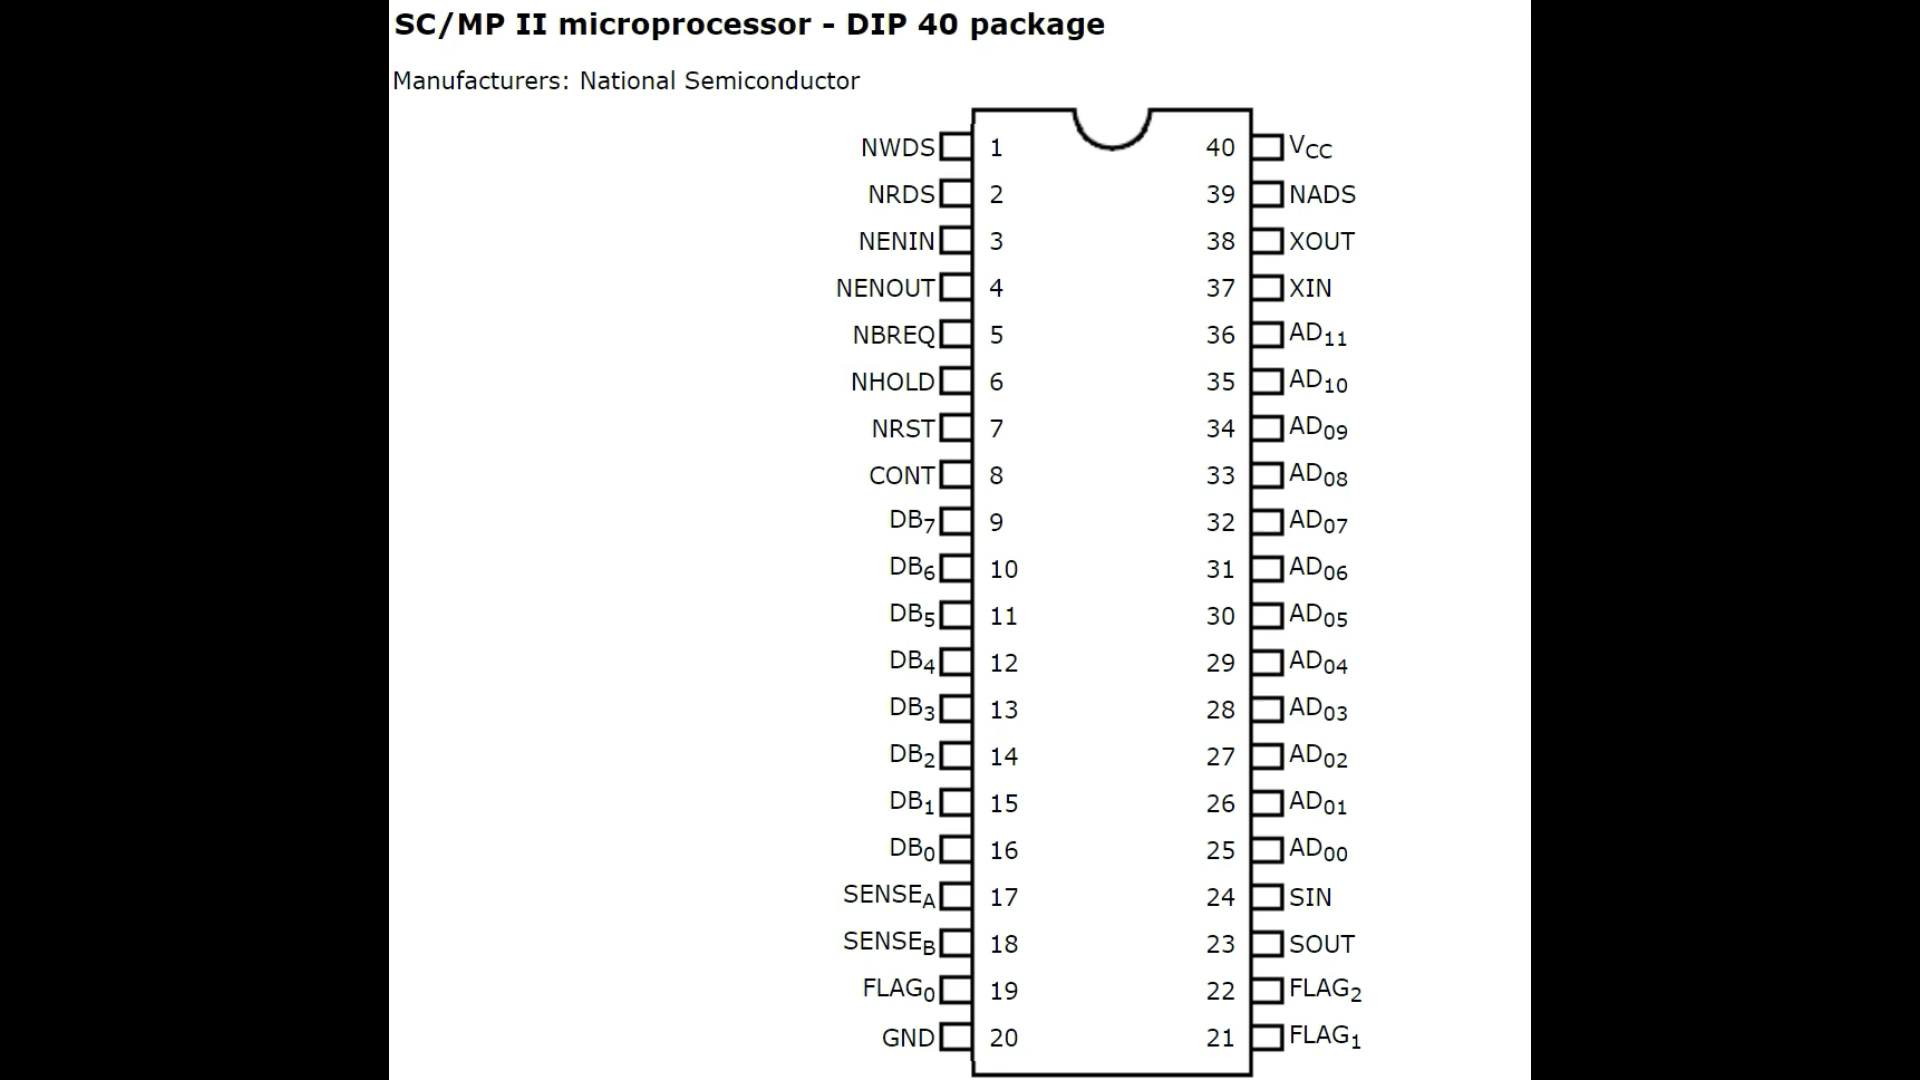 SC/MP II microprocessor - DIP 40 package
Manufacturers: National Semiconductor
NWDS 1 40 VCC
NRDS 2 39 NADS
NENIN 3 38 XOUT
NENOUT 4 37 XIN
NBREQ 5 36 AD11
NHOLD 6 35 AD10
NRST 7 34 AD09
CONT 8 33 AD08
DB7 9 32 AD07
DB6 10 31 AD06
DB5 11 30 AD05
DB4 12 29 AD04
DB3 13 28 AD03
DB2 14 27 AD02
DB1 15 26 AD01
DB0 16 25 AD00
SENSEA 17 24 SIN
SENSEB 18 23 SOUT
FLAG0 19 22 FLAG2
GND 20 21 FLAG1